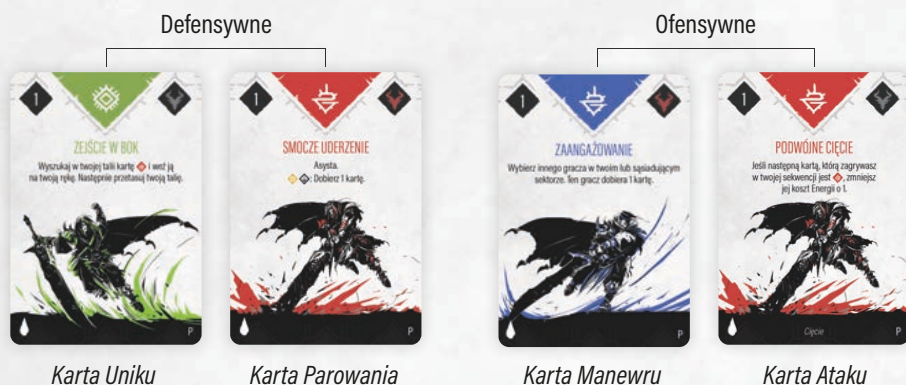 Defensywne
Ofensywne
1
ZEJŚCIE W BOK
Wyszukaj w twojej talii kartę i weź ją
na twoją rękę. Następnie przetasuj twoją talię.
P
1
SMOCZE UDERZENIE
Asysta.
: Dobierz 1 kartę.
P
1
ZAANGAŻOWANIE
Wybierz innego gracza w twoim lub sąsiadującym
sektorze. Ten gracz dobiera 1 kartę.
P
1
PODWÓJNE CIĘCIE
Jeśli następną kartą, którą zagrywasz
w twojej sekwencji jest , zmniejsz
jej koszt Energii o 1.
Cięcie
P
Karta Uniku
Karta Parowania
Karta Manewru
Karta Ataku